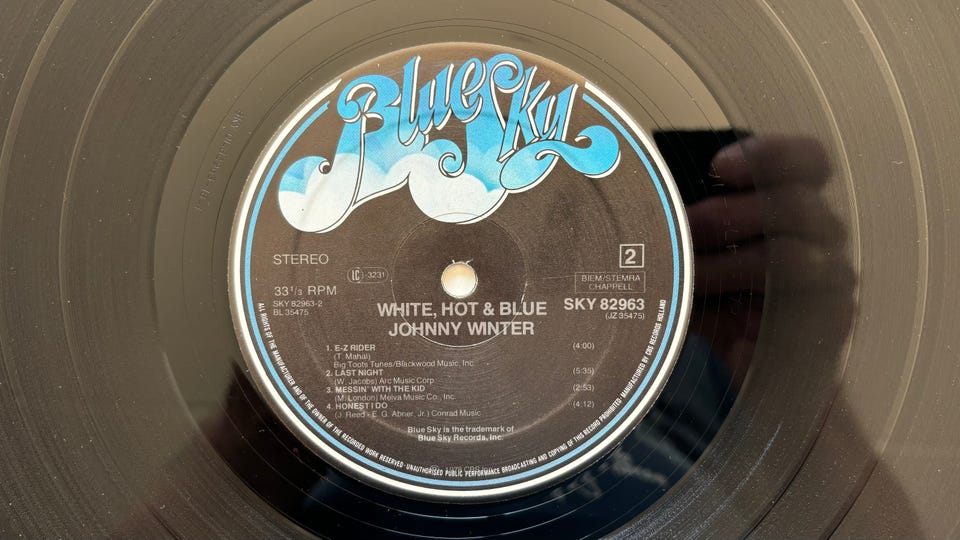 Blue Sky
STEREO
LC 3231
33 1/3 RPM
SKY 82963-2
BL 35475
2
BIEM/STEMRA
CHAPPELL
SKY 82963
(JZ 35475)
WHITE, HOT & BLUE
JOHNNY WINTER
1. E-Z RIDER (4:00)
(T. Mahal)
Big Toots Tunes/Blackwood Music, Inc.
2. LAST NIGHT (5:35)
(W. Jacobs) Arc Music Corp.
3. MESSIN' WITH THE KID (2:53)
(M. London) Melva Music Co., Inc.
4. HONEST I DO (4:12)
(J. Reed - E. G. Abner, Jr.) Conrad Music
Blue Sky is the trademark of
Blue Sky Records, Inc.
ALL RIGHTS OF THE MANUFACTURER AND OF THE OWNER OF THE RECORDED WORK RESERVED · UNAUTHORISED PUBLIC PERFORMANCE BROADCASTING AND COPYING OF THIS RECORD PROHIBITED · MANUFACTURED BY CBS RECORDS HOLLAND